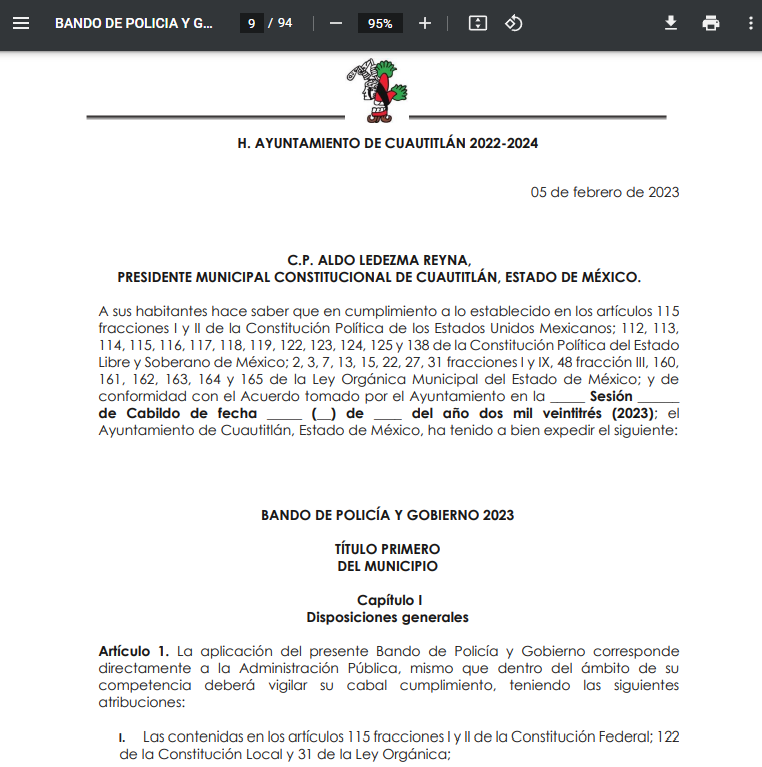 BANDO DE POLICIA Y G... 9 / 94 95%
H. AYUNTAMIENTO DE CUAUTITLÁN 2022-2024
05 de febrero de 2023
C.P. ALDO LEDEZMA REYNA,
PRESIDENTE MUNICIPAL CONSTITUCIONAL DE CUAUTITLÁN, ESTADO DE MÉXICO.
A sus habitantes hace saber que en cumplimiento a lo establecido en los artículos 115
fracciones I y II de la Constitución Política de los Estados Unidos Mexicanos; 112, 113,
114, 115, 116, 117, 118, 119, 122, 123, 124, 125 y 138 de la Constitución Política del Estado
Libre y Soberano de México; 2, 3, 7, 13, 15, 22, 27, 31 fracciones I y IX, 48 fracción III, 160,
161, 162, 163, 164 y 165 de la Ley Orgánica Municipal del Estado de México; y de
conformidad con el Acuerdo tomado por el Ayuntamiento en la _____ Sesión ______
de Cabildo de fecha _____ (__) de ____ del año dos mil veintitrés (2023); el
Ayuntamiento de Cuautitlán, Estado de México, ha tenido a bien expedir el siguiente:
BANDO DE POLICÍA Y GOBIERNO 2023
TÍTULO PRIMERO
DEL MUNICIPIO
Capítulo I
Disposiciones generales
Artículo 1. La aplicación del presente Bando de Policía y Gobierno corresponde
directamente a la Administración Pública, mismo que dentro del ámbito de su
competencia deberá vigilar su cabal cumplimiento, teniendo las siguientes
atribuciones:
I. Las contenidas en los artículos 115 fracciones I y II de la Constitución Federal; 122
de la Constitución Local y 31 de la Ley Orgánica;